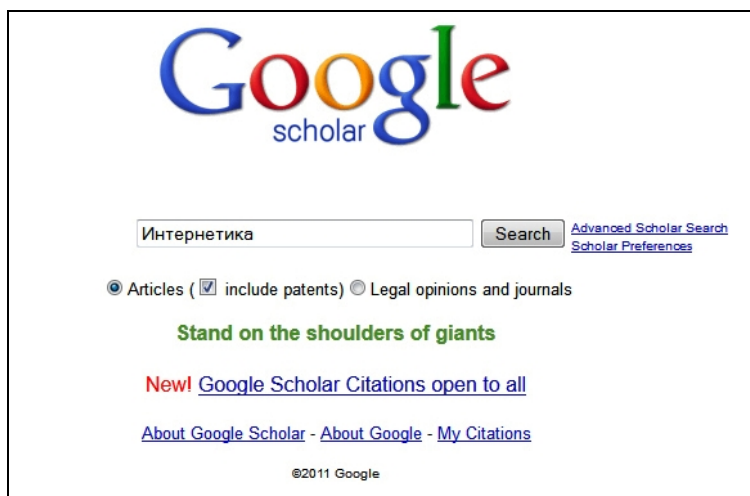 Google
scholar
Интернетика Search Advanced Scholar Search
Scholar Preferences
Articles ( include patents) Legal opinions and journals
Stand on the shoulders of giants
New! Google Scholar Citations open to all
About Google Scholar - About Google - My Citations
©2011 Google